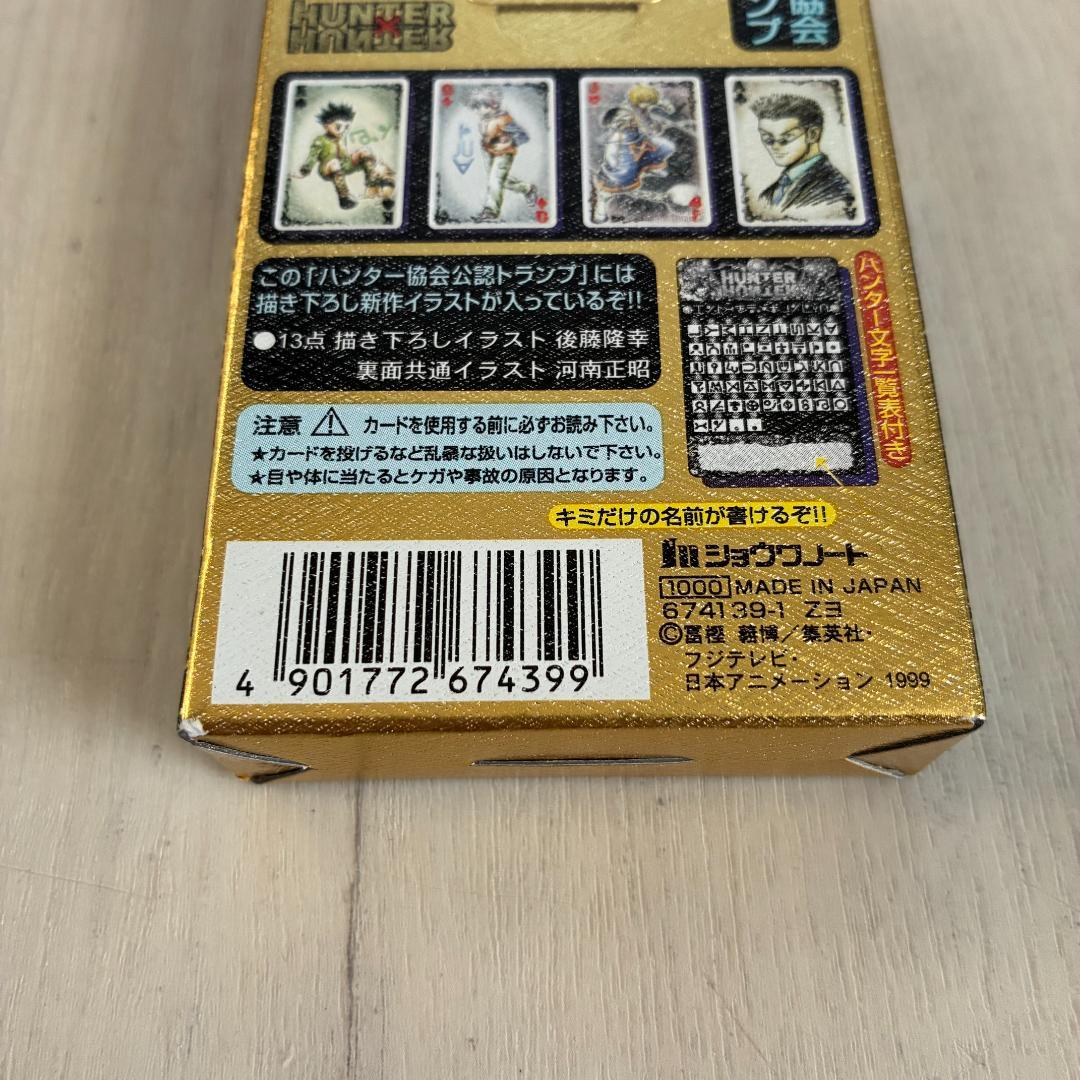 HUNTER
×
HUNTER
協会
ンプ
この「ハンター協会公認トランプ」には
描き下ろし新作イラストが入っているぞ!!
●13点 描き下ろしイラスト 後藤隆幸
裏面共通イラスト 河南正昭
HUNTER
HUNTER
ハンター文字一覧表付き
注意 ⚠ カードを使用する前に必ずお読み下さい。
★カードを投げるなど乱暴な扱いはしないで下さい。
★目や体に当たるとケガや事故の原因となります。
キミだけの名前が書けるぞ!!
ショウワノート
1000 MADE IN JAPAN
674139-1 Zヨ
©冨樫 義博／集英社・
フジテレビ・
日本アニメーション 1999
4 901772 674399